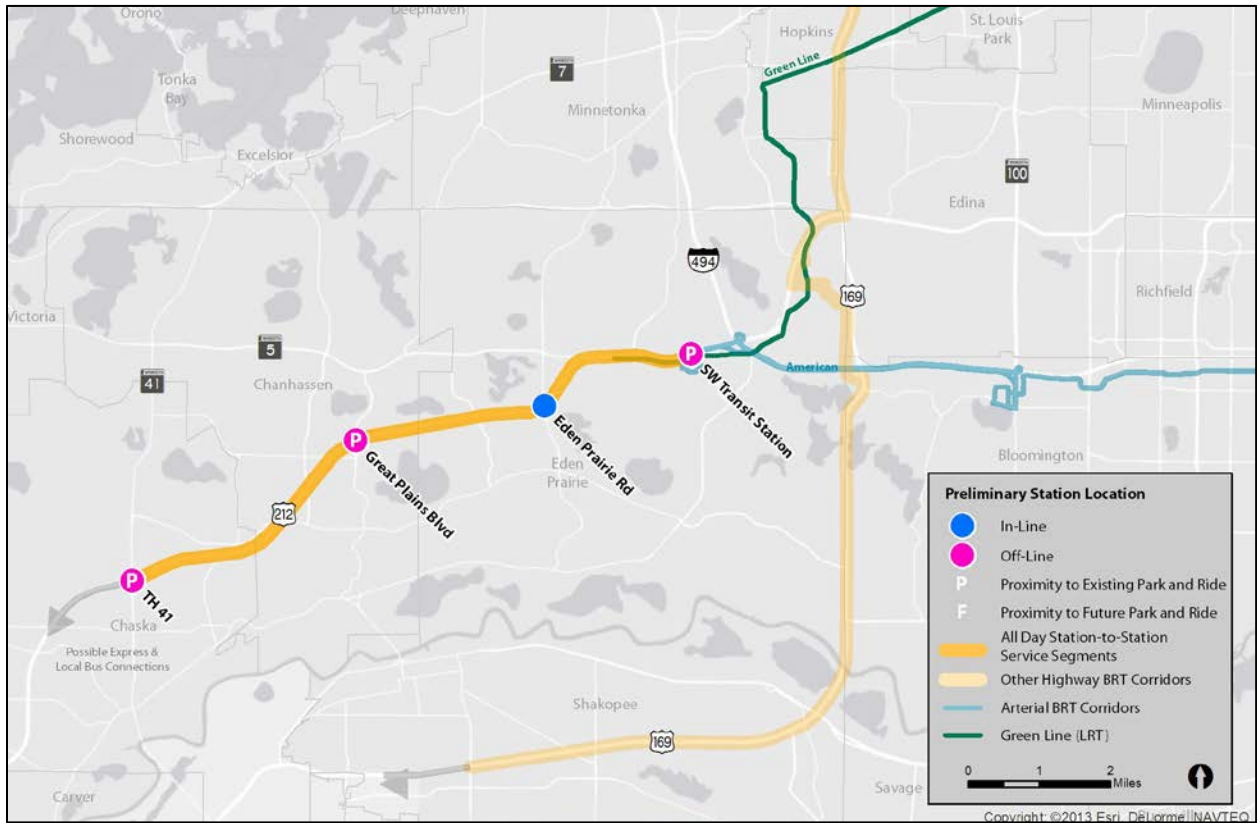 Orono
Deephaven
Hopkins
St. Louis
Park
Green Line
7
Tonka
Bay
Minnetonka
Minneapolis
Shorewood
Excelsior
MINNESOTA
100
Edina
494
169
Richfield
Victoria
5
41
Chanhassen
P
SW Transit Station
American
Eden Prairie Rd
P
Great Plains Blvd
Eden
Prairie
Bloomington
212
P
TH 41
Chaska
Possible Express &
Local Bus Connections
Shakopee
169
Carver
Savage
Preliminary Station Location
In-Line
Off-Line
P Proximity to Existing Park and Ride
F Proximity to Future Park and Ride
All Day Station-to-Station
Service Segments
Other Highway BRT Corridors
Arterial BRT Corridors
Green Line (LRT)
0 1 2
Miles
Copyright: ©2013 Esri, DeLorme, NAVTEQ